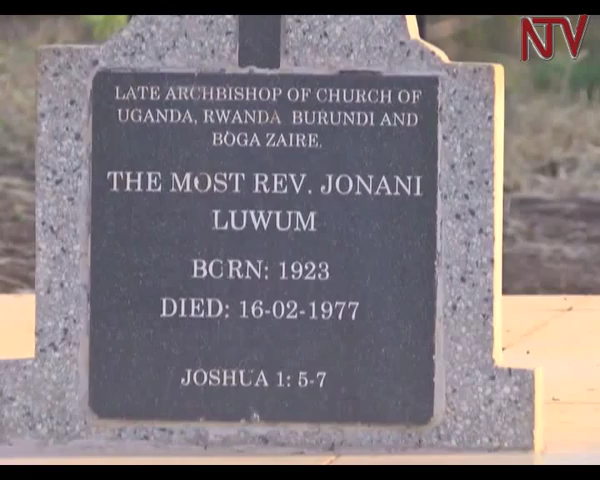 NTV
LATE ARCHBISHOP OF CHURCH OF
UGANDA, RWANDA BURUNDI AND
BOGA ZAIRE.
THE MOST REV. JONANI
LUWUM
BORN: 1923
DIED: 16-02-1977
JOSHUA 1: 5-7